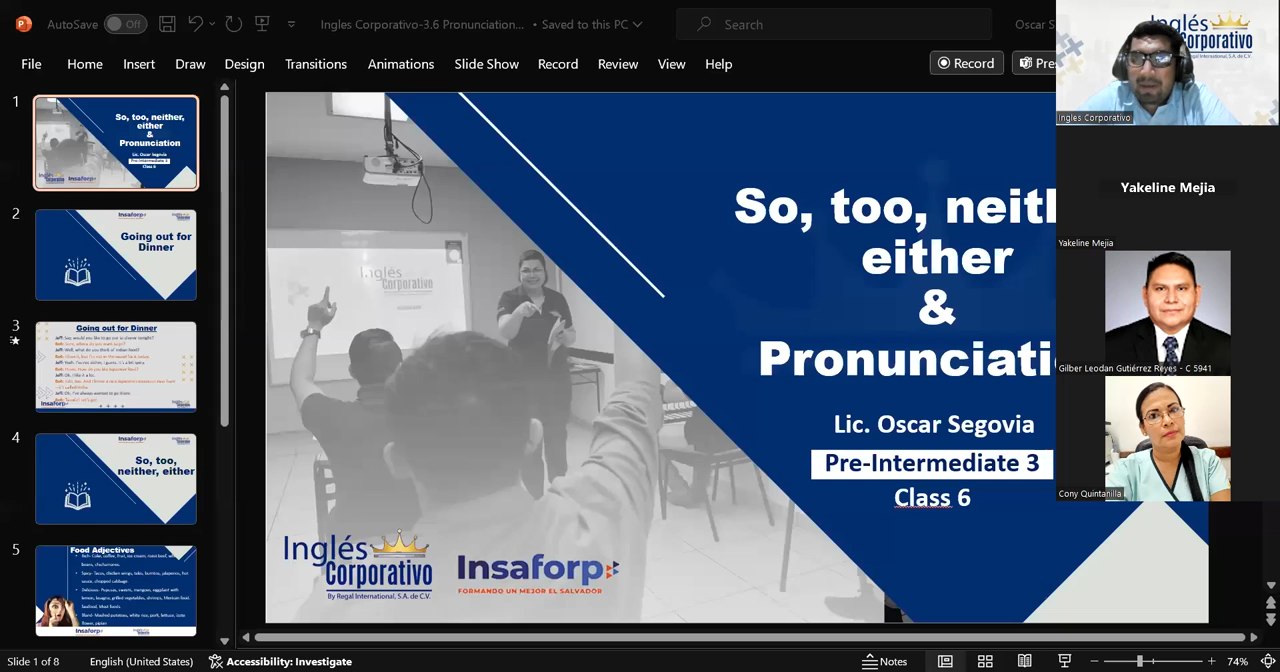 AutoSave Off Ingles Corporativo-3.6 Pronunciation... • Saved to this PC Search Oscar S
File Home Insert Draw Design Transitions Animations Slide Show Record Review View Help Record Pre
1
So, too, neither,
either
&
Pronunciation
Lic. Oscar Segovia
Pre-Intermediate 3
Class 6
2
Insaforp
Going out for
Dinner
3
Going out for Dinner
Insaforp
4
Insaforp
So, too,
neither, either
5
Food Adjectives
Insaforp
So, too, neith
either
&
Pronunciati
Lic. Oscar Segovia
Pre-Intermediate 3
Class 6
Inglés
Corporativo
Inglés
Corporativo
By Regal International, S.A. de C.V.
Insaforp
FORMANDO UN MEJOR EL SALVADOR
Inglés
Corporativo
Regal International, S.A. de C.V.
Ingles Corporativo
Yakeline Mejia
Yakeline Mejia
Gilber Leodan Gutiérrez Reyes - C 5941
Cony Quintanilla
Slide 1 of 8 English (United States) Accessibility: Investigate Notes 74%